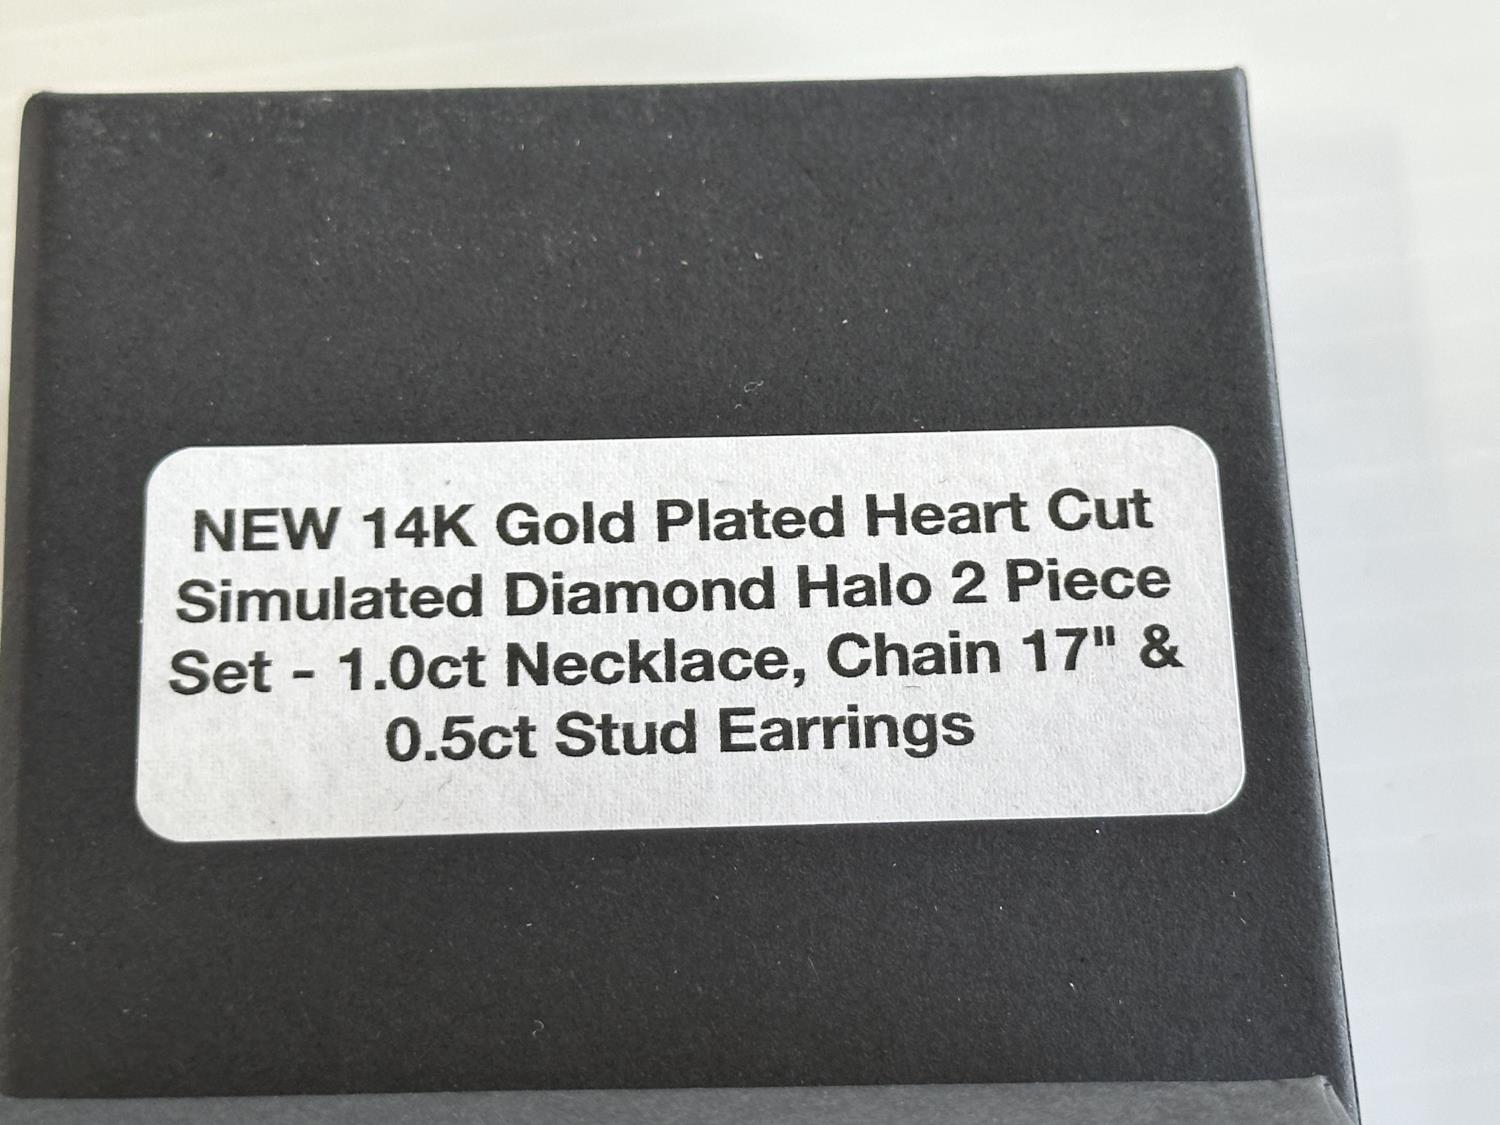 NEW 14K Gold Plated Heart Cut
Simulated Diamond Halo 2 Piece
Set - 1.0ct Necklace, Chain 17" &
0.5ct Stud Earrings